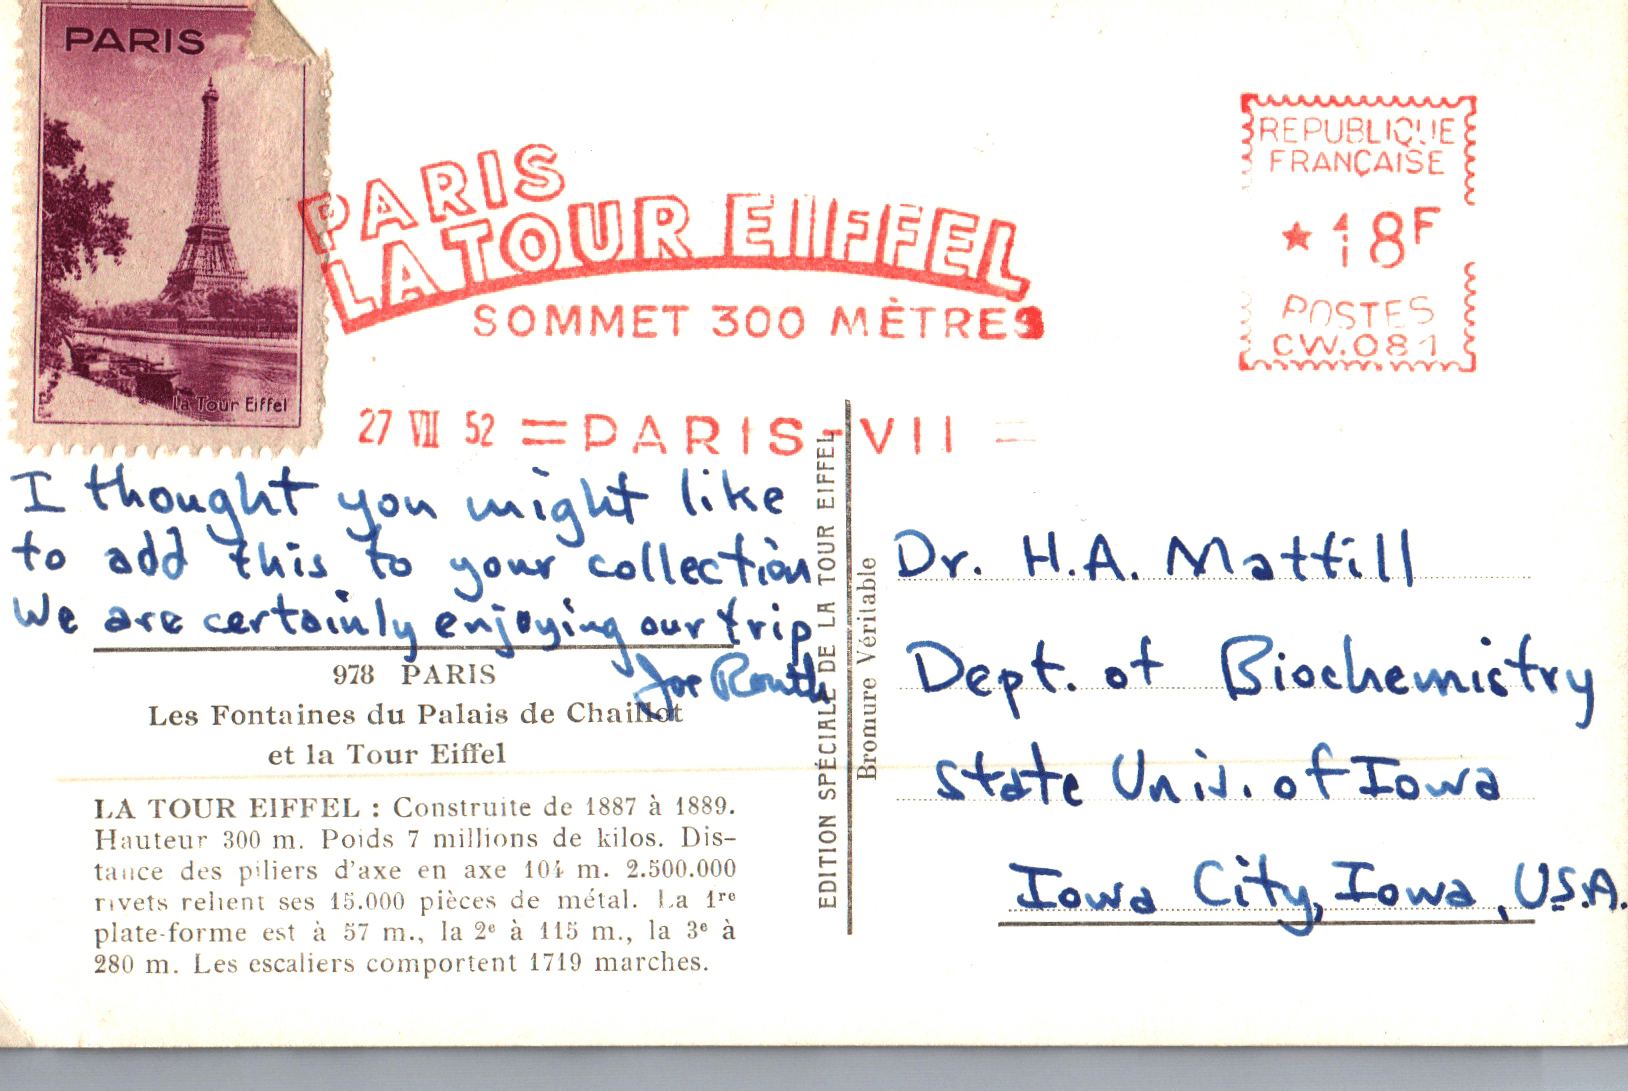 PARIS
la Tour Eiffel
PARIS
LA TOUR EIFFEL
SOMMET 300 MÈTRES
REPUBLIQUE
FRANÇAISE
★ 18F
POSTES
CW.081
27 VII 52 = PARIS-VII =
I thought you might like
to add this to your collection
We are certainly enjoying our trip
Joe Routh
978 PARIS
Les Fontaines du Palais de Chaillot
et la Tour Eiffel
LA TOUR EIFFEL : Construite de 1887 à 1889.
Hauteur 300 m. Poids 7 millions de kilos. Dis-
tance des piliers d'axe en axe 104 m. 2.500.000
rivets relient ses 15.000 pièces de métal. La 1re
plate-forme est à 57 m., la 2e à 115 m., la 3e à
280 m. Les escaliers comportent 1719 marches.
EDITION SPÉCIALE DE LA TOUR EIFFEL
Bromure Véritable
Dr. H.A. Mattill
Dept. of Biochemistry
State Univ. of Iowa
Iowa City, Iowa, U.S.A.